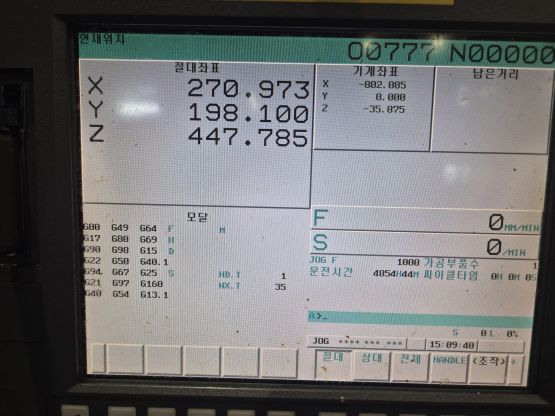 현재위치
O0777 N00000
절대좌표
X 270.973
Y 198.100
Z 447.785
기계좌표
X -802.085
Y 0.000
Z -35.875
남은거리
모달
G00 G49 G64 F M
G17 G80 G69 H
G90 G98 G15 D
G22 G50 G40.1
G94 G67 G25 S HD.T 1
G21 G97 G160 NX.T 35
G40 G54 G13.1
F 0 MM/MIN
S 0 /MIN
JOG F 1000 가공부품수 1
운전시간 4854H44M 싸이클타임 0H 0M 0S
A>_
S 0 L 0%
JOG **** *** *** 15:09:40
절대 상대 전체 HANDLE (조작) +